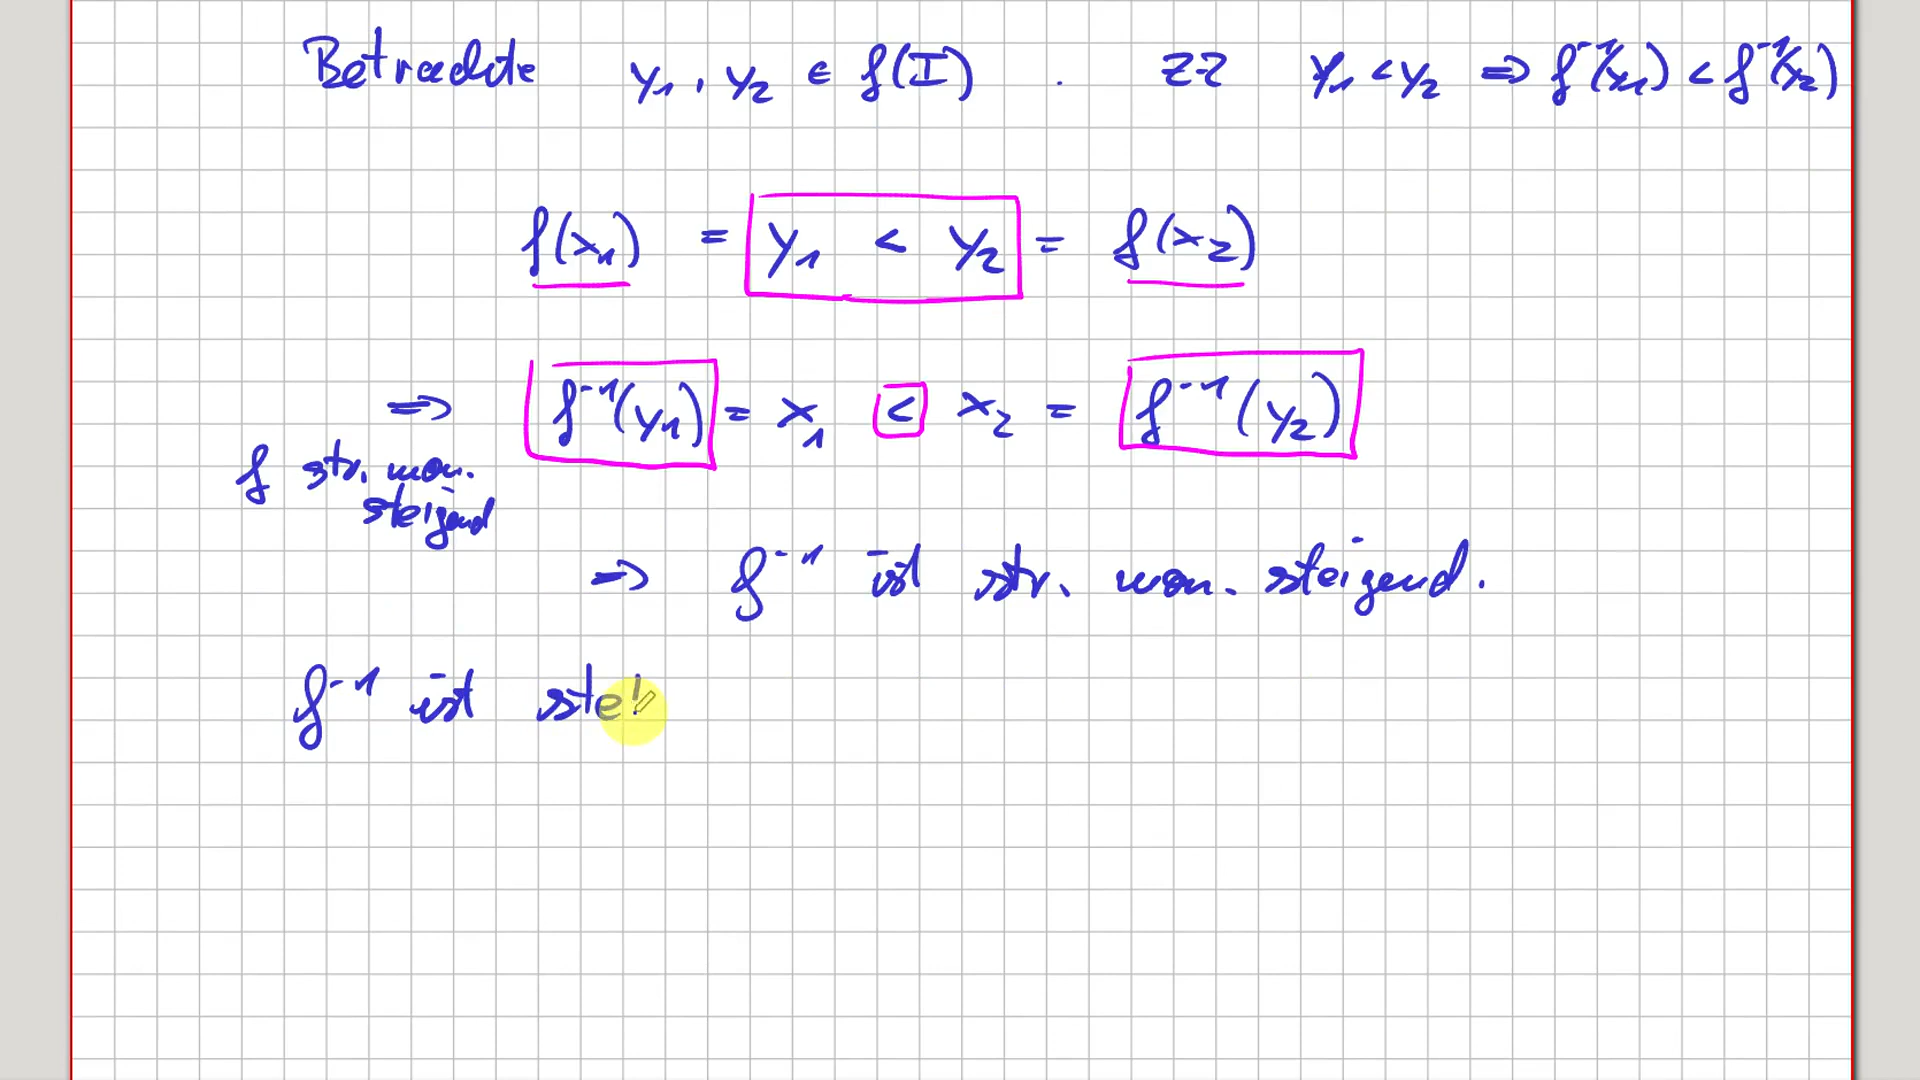 Betrachte y₁, y₂ ∈ f(I). ZZ y₁ < y₂ ⇒ f⁻¹(y₁) < f⁻¹(y₂)
f(x₁) = y₁ < y₂ = f(x₂)
⇒ f⁻¹(y₁) = x₁ < x₂ = f⁻¹(y₂)
f str. mon.
steigend
⇒ f⁻¹ ist str. mon. steigend.
f⁻¹ ist stet